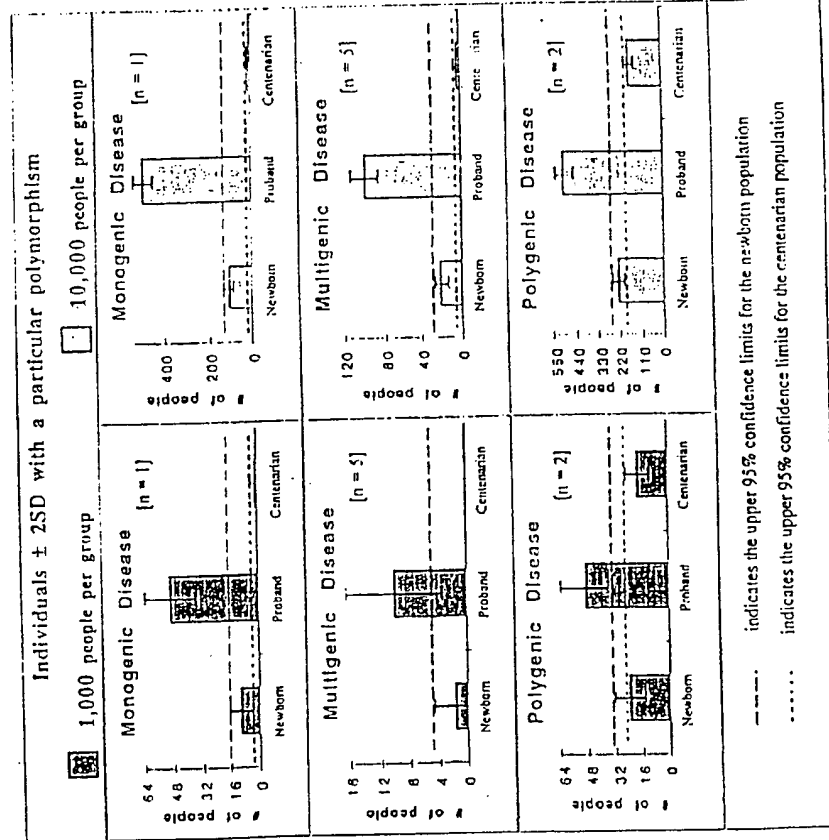 Individuals ± 2SD with a particular polymorphism
1,000 people per group
10,000 people per group
Monogenic Disease
[n = 1]
# of people
64
48
32
16
0
Newborn
Proband
Centenarian
Monogenic Disease
[n = 1]
# of people
400
200
0
Newborn
Proband
Centenarian
Multigenic Disease
[n = 5]
# of people
18
12
6
0
Newborn
Proband
Centenarian
Multigenic Disease
[n = 5]
# of people
120
80
40
0
Newborn
Proband
Centenarian
Polygenic Disease
[n = 2]
# of people
64
48
32
16
0
Newborn
Proband
Centenarian
Polygenic Disease
[n = 2]
# of people
550
440
330
220
110
0
Newborn
Proband
Centenarian
indicates the upper 95% confidence limits for the newborn population
indicates the upper 95% confidence limits for the centenarian population